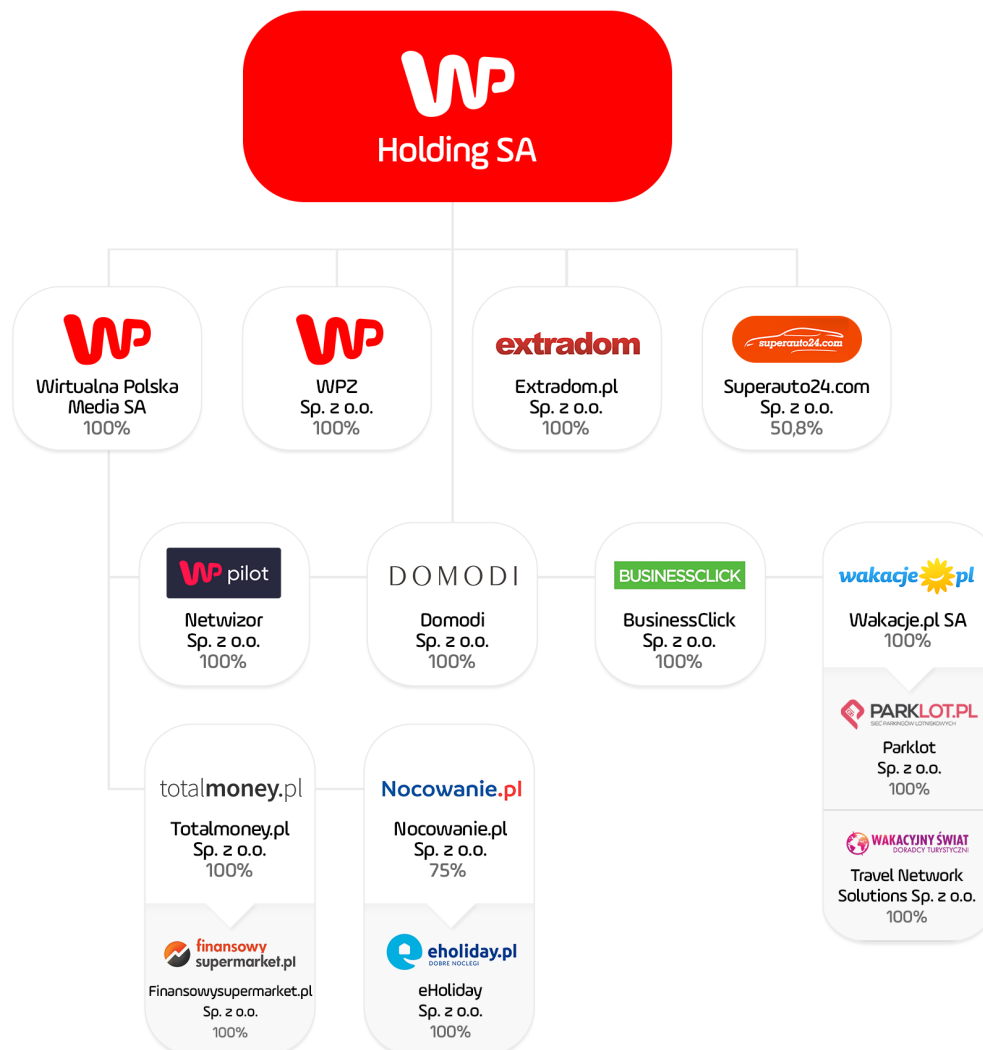 WP
Holding SA
WP
Wirtualna Polska
Media SA
100%
WP
WPZ
Sp. z o.o.
100%
extradom
Extradom.pl
Sp. z o.o.
100%
superauto24.com
Superauto24.com
Sp. z o.o.
50,8%
WP pilot
Netwizor
Sp. z o.o.
100%
DOMODI
Domodi
Sp. z o.o.
100%
BUSINESSCLICK
BusinessClick
Sp. z o.o.
100%
wakacje.pl
Wakacje.pl SA
100%
PARKLOT.PL
SIEĆ PARKINGÓW LOTNISKOWYCH
Parklot
Sp. z o.o.
100%
WAKACYJNY ŚWIAT
DORADCY TURYSTYCZNI
Travel Network
Solutions Sp. z o.o.
100%
totalmoney.pl
Totalmoney.pl
Sp. z o.o.
100%
finansowy
supermarket.pl
Finansowysupermarket.pl
Sp. z o.o.
100%
Nocowanie.pl
Nocowanie.pl
Sp. z o.o.
75%
eholiday.pl
DOBRE NOCLEGI
eHoliday
Sp. z o.o.
100%